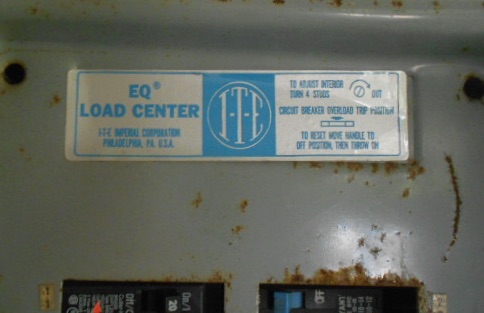 EQ®
LOAD CENTER
I-T-E IMPERIAL CORPORATION
PHILADELPHIA, PA. U.S.A.
I-T-E
TO ADJUST INTERIOR
TURN 4 STUDS
OUT
CIRCUIT BREAKER OVERLOAD TRIP POSITION
TO RESET MOVE HANDLE TO
OFF POSITION, THEN THROW ON
20